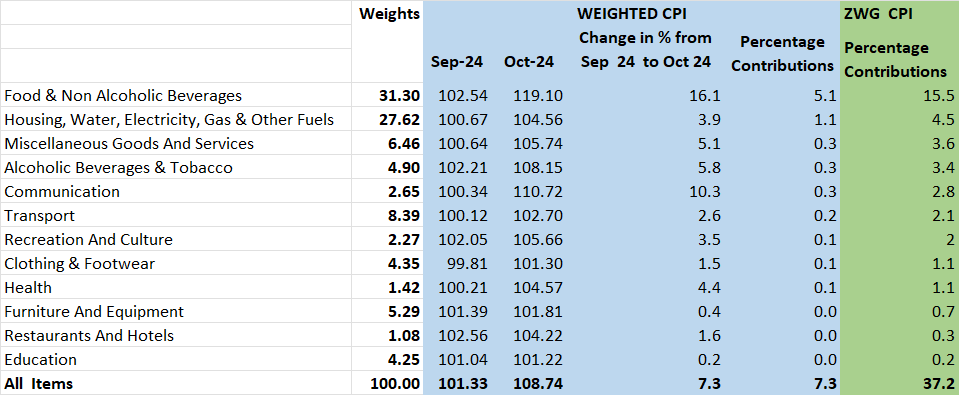 Weights WEIGHTED CPI ZWG CPI
Change in % from
Sep-24 Oct-24 Sep 24 to Oct 24 Percentage Contributions Percentage Contributions
Food & Non Alcoholic Beverages 31.30 102.54 119.10 16.1 5.1 15.5
Housing, Water, Electricity, Gas & Other Fuels 27.62 100.67 104.56 3.9 1.1 4.5
Miscellaneous Goods And Services 6.46 100.64 105.74 5.1 0.3 3.6
Alcoholic Beverages & Tobacco 4.90 102.21 108.15 5.8 0.3 3.4
Communication 2.65 100.34 110.72 10.3 0.3 2.8
Transport 8.39 100.12 102.70 2.6 0.2 2.1
Recreation And Culture 2.27 102.05 105.66 3.5 0.1 2
Clothing & Footwear 4.35 99.81 101.30 1.5 0.1 1.1
Health 1.42 100.21 104.57 4.4 0.1 1.1
Furniture And Equipment 5.29 101.39 101.81 0.4 0.0 0.7
Restaurants And Hotels 1.08 102.56 104.22 1.6 0.0 0.3
Education 4.25 101.04 101.22 0.2 0.0 0.2
All Items 100.00 101.33 108.74 7.3 7.3 37.2